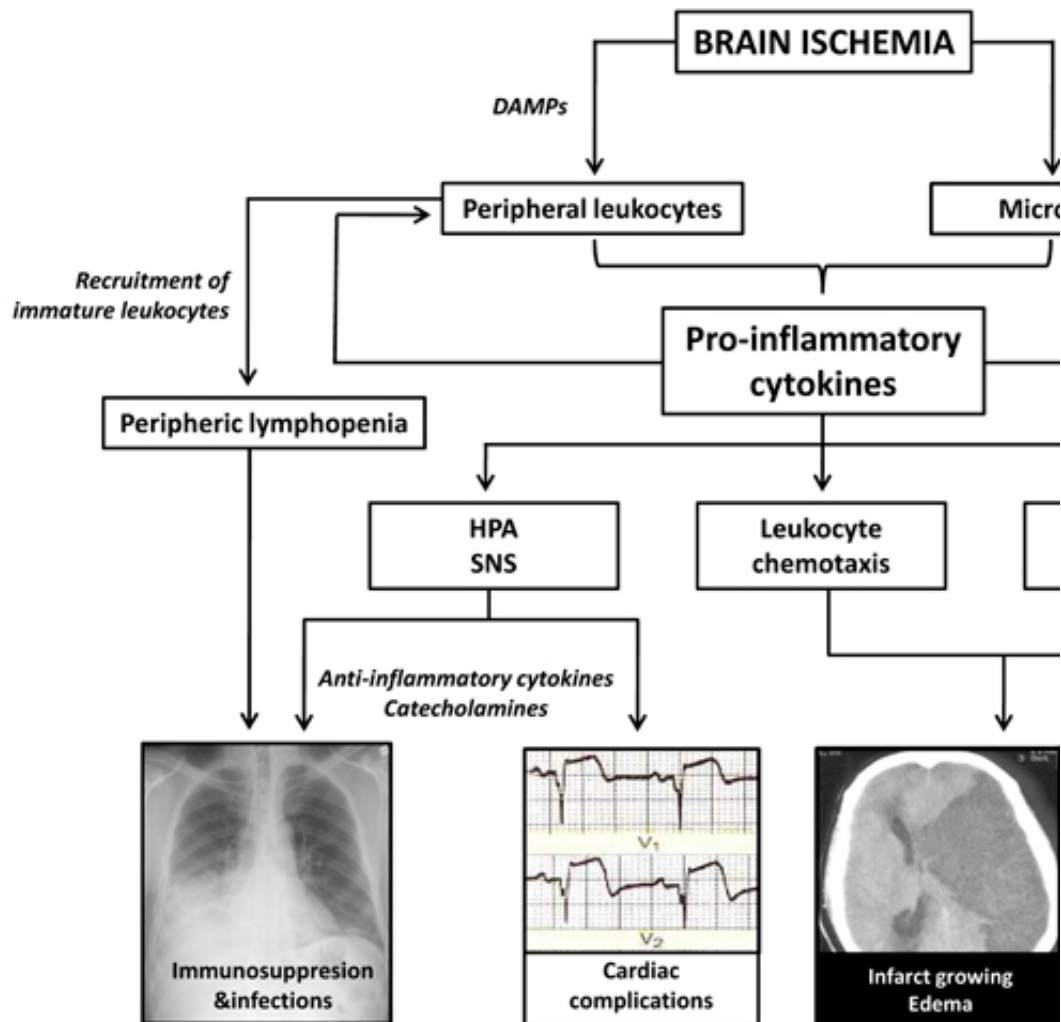 BRAIN ISCHEMIA
DAMPs
Peripheral leukocytes
Micro
Recruitment of
immature leukocytes
Pro-inflammatory
cytokines
Peripheric lymphopenia
HPA
SNS
Leukocyte
chemotaxis
Anti-inflammatory cytokines
Catecholamines
V1
V2
Immunosuppresion
&infections
Cardiac
complications
Infarct growing
Edema